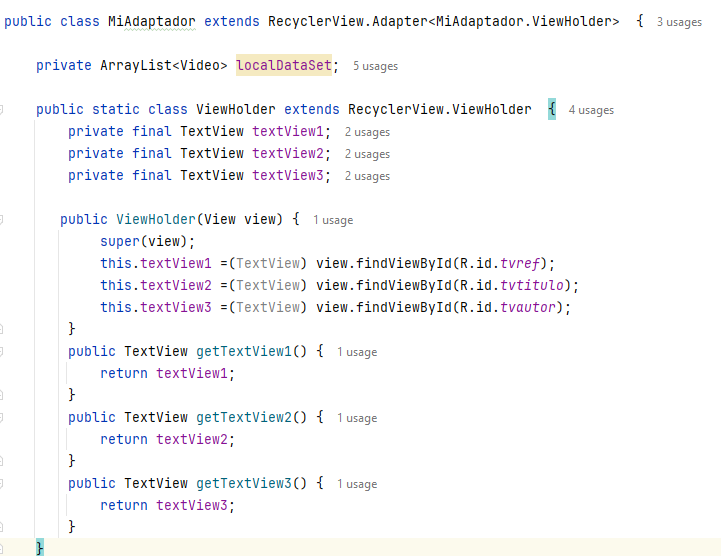 public class MiAdaptador extends RecyclerView.Adapter<MiAdaptador.ViewHolder> { 3 usages
private ArrayList<Video> localDataSet; 5 usages
public static class ViewHolder extends RecyclerView.ViewHolder { 4 usages
private final TextView textView1; 2 usages
private final TextView textView2; 2 usages
private final TextView textView3; 2 usages
public ViewHolder(View view) { 1 usage
super(view);
this.textView1 =(TextView) view.findViewById(R.id.tvref);
this.textView2 =(TextView) view.findViewById(R.id.tvtitulo);
this.textView3 =(TextView) view.findViewById(R.id.tvautor);
}
public TextView getTextView1() { 1 usage
return textView1;
}
public TextView getTextView2() { 1 usage
return textView2;
}
public TextView getTextView3() { 1 usage
return textView3;
}
}